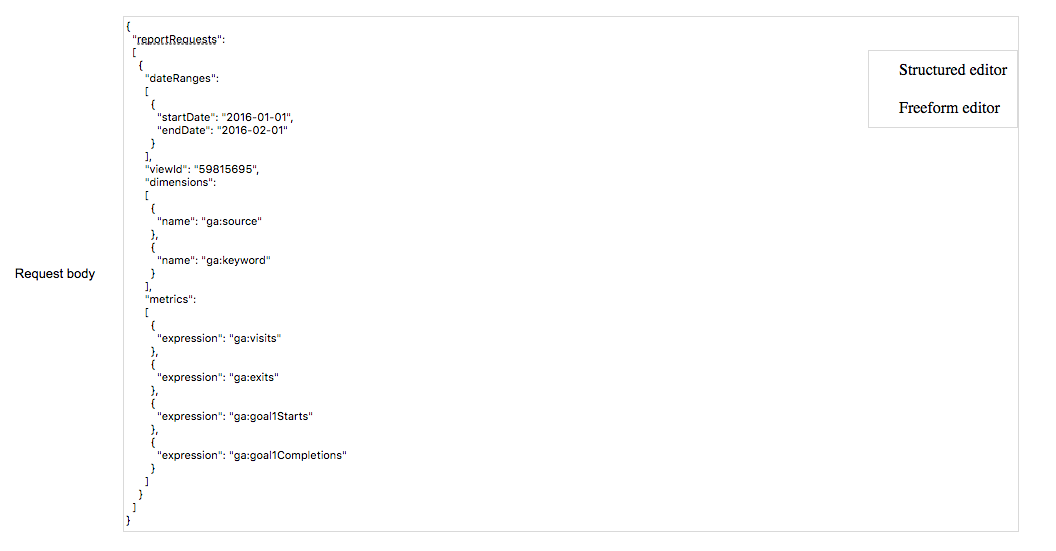 {
"reportRequests":
[
{
"dateRanges":
[
{
"startDate": "2016-01-01",
"endDate": "2016-02-01"
}
],
"viewId": "59815695",
"dimensions":
[
{
"name": "ga:source"
},
{
"name": "ga:keyword"
}
],
"metrics":
[
{
"expression": "ga:visits"
},
{
"expression": "ga:exits"
},
{
"expression": "ga:goal1Starts"
},
{
"expression": "ga:goal1Completions"
}
]
}
]
}
Structured editor
Freeform editor
Request body